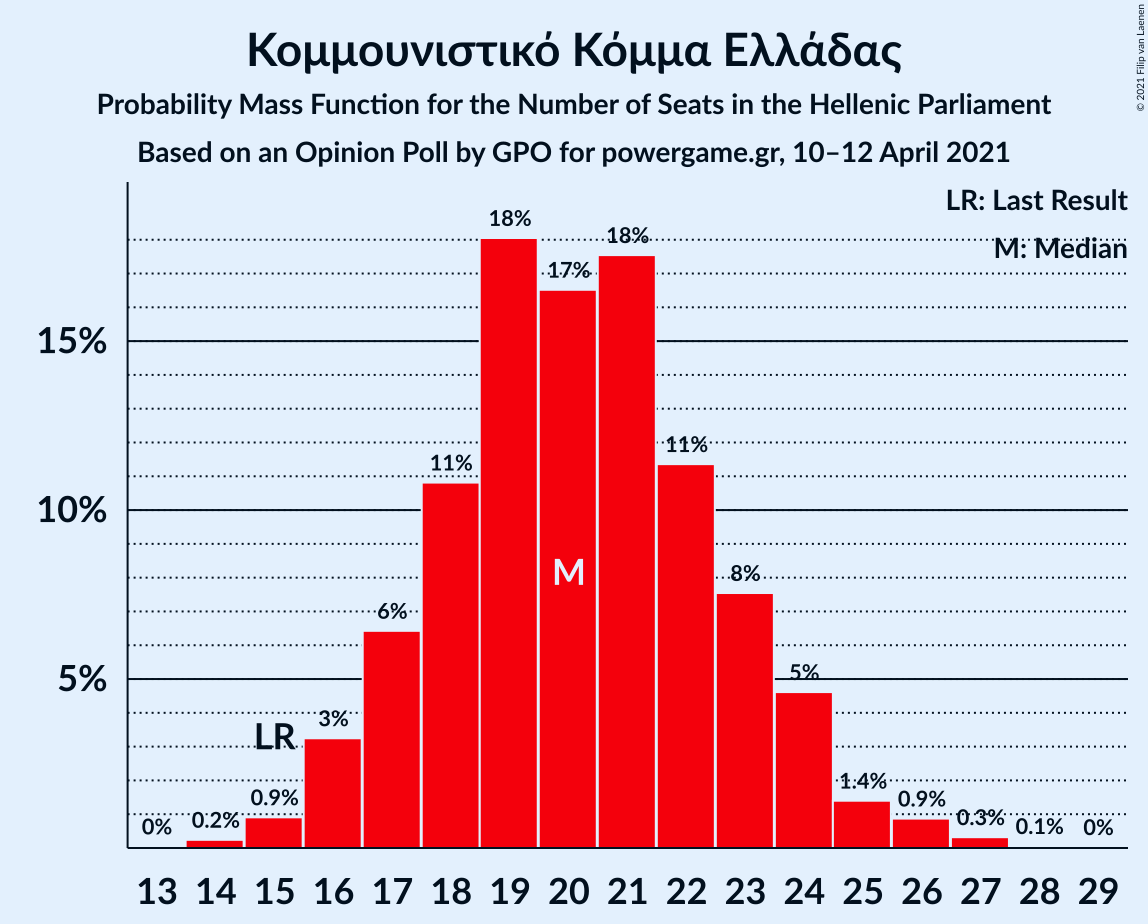 Κομμουνιστικό Κόμμα Ελλάδας
Probability Mass Function for the Number of Seats in the Hellenic Parliament
Based on an Opinion Poll by GPO for powergame.gr, 10–12 April 2021
© 2021 Filip van Laenen
LR: Last Result
M: Median
15%
10%
5%
0%
0.2%
0.9%
3%
6%
11%
18%
17%
18%
11%
8%
5%
1.4%
0.9%
0.3%
0.1%
0%
LR
M
13 14 15 16 17 18 19 20 21 22 23 24 25 26 27 28 29